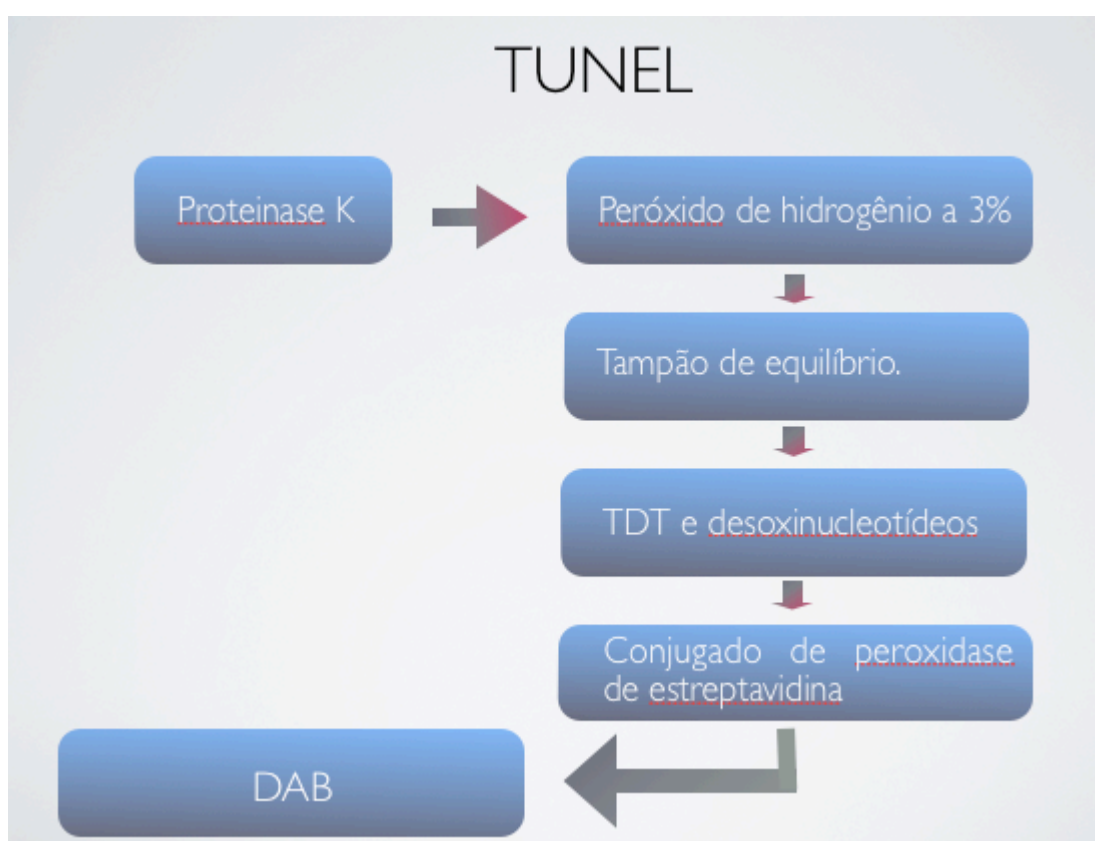 TUNEL
Proteinase K
Peróxido de hidrogênio a 3%
Tampão de equilíbrio.
TDT e desoxinucleotídeos
Conjugado de peroxidase
de estreptavidina
DAB